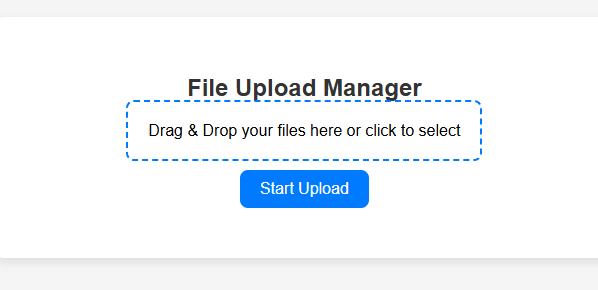 File Upload Manager
Drag & Drop your files here or click to select
Start Upload